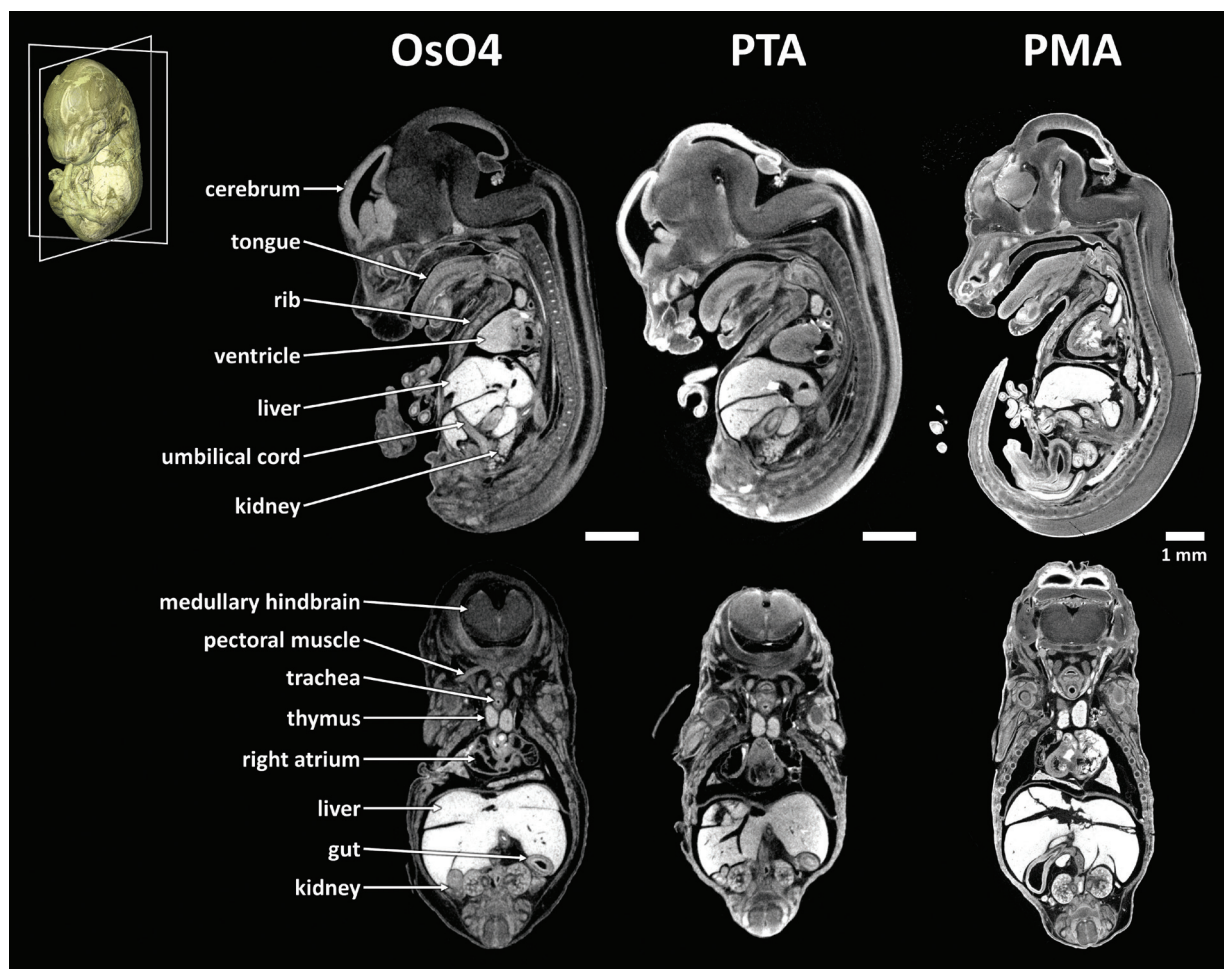 OsO4 PTA PMA
cerebrum
tongue
rib
ventricle
liver
umbilical cord
kidney
1 mm
medullary hindbrain
pectoral muscle
trachea
thymus
right atrium
liver
gut
kidney